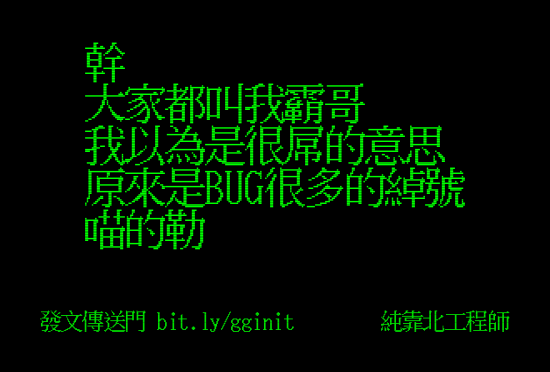 幹
大家都叫我霸哥
我以為是很屌的意思
原來是BUG很多的綽號
喵的勒
發文傳送門 bit.ly/gginit 純靠北工程師